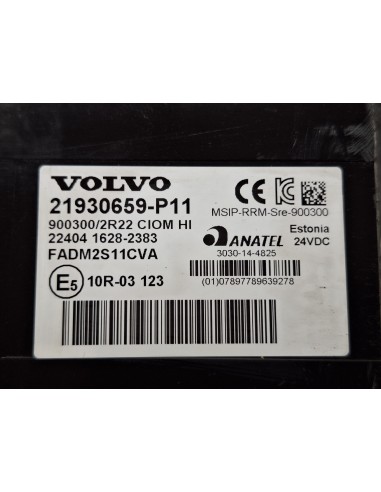 VOLVO
21930659-P11
900300/2R22 CIOM HI
22404 1628-2383
FADM2S11CVA
E5 10R-03 123
CE
MSIP-RRM-Sre-900300
ANATEL
Estonia
24VDC
3030-14-4825
(01)07897789639278